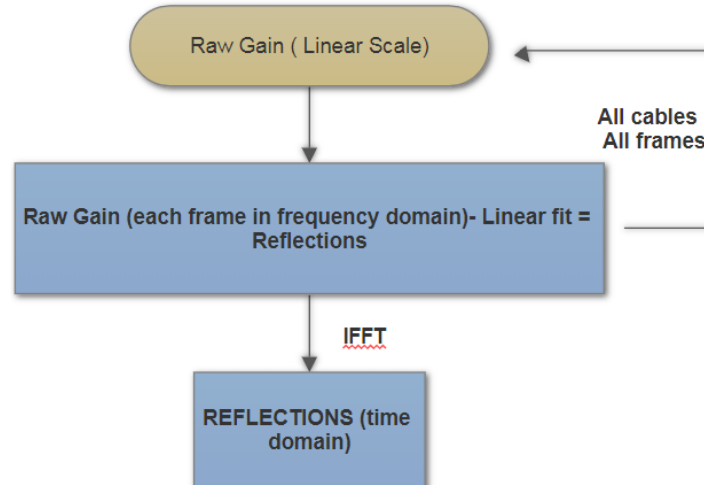 Raw Gain ( Linear Scale)
All cables
All frames
Raw Gain (each frame in frequency domain)- Linear fit =
Reflections
IFFT
REFLECTIONS (time
domain)